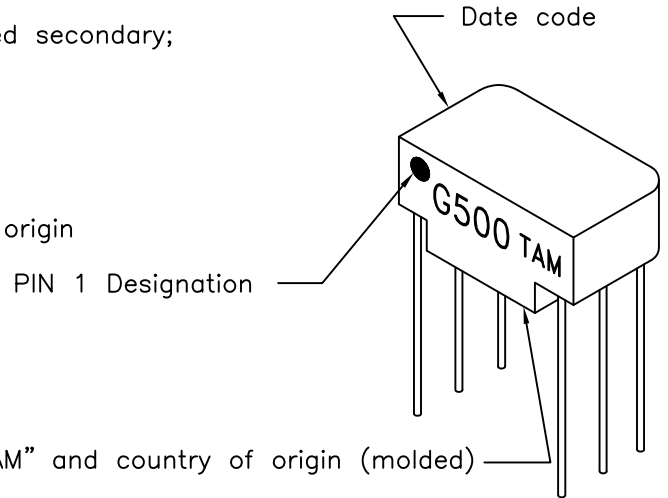 Date code
ed secondary;
G500 TAM
origin
PIN 1 Designation
AM” and country of origin (molded)